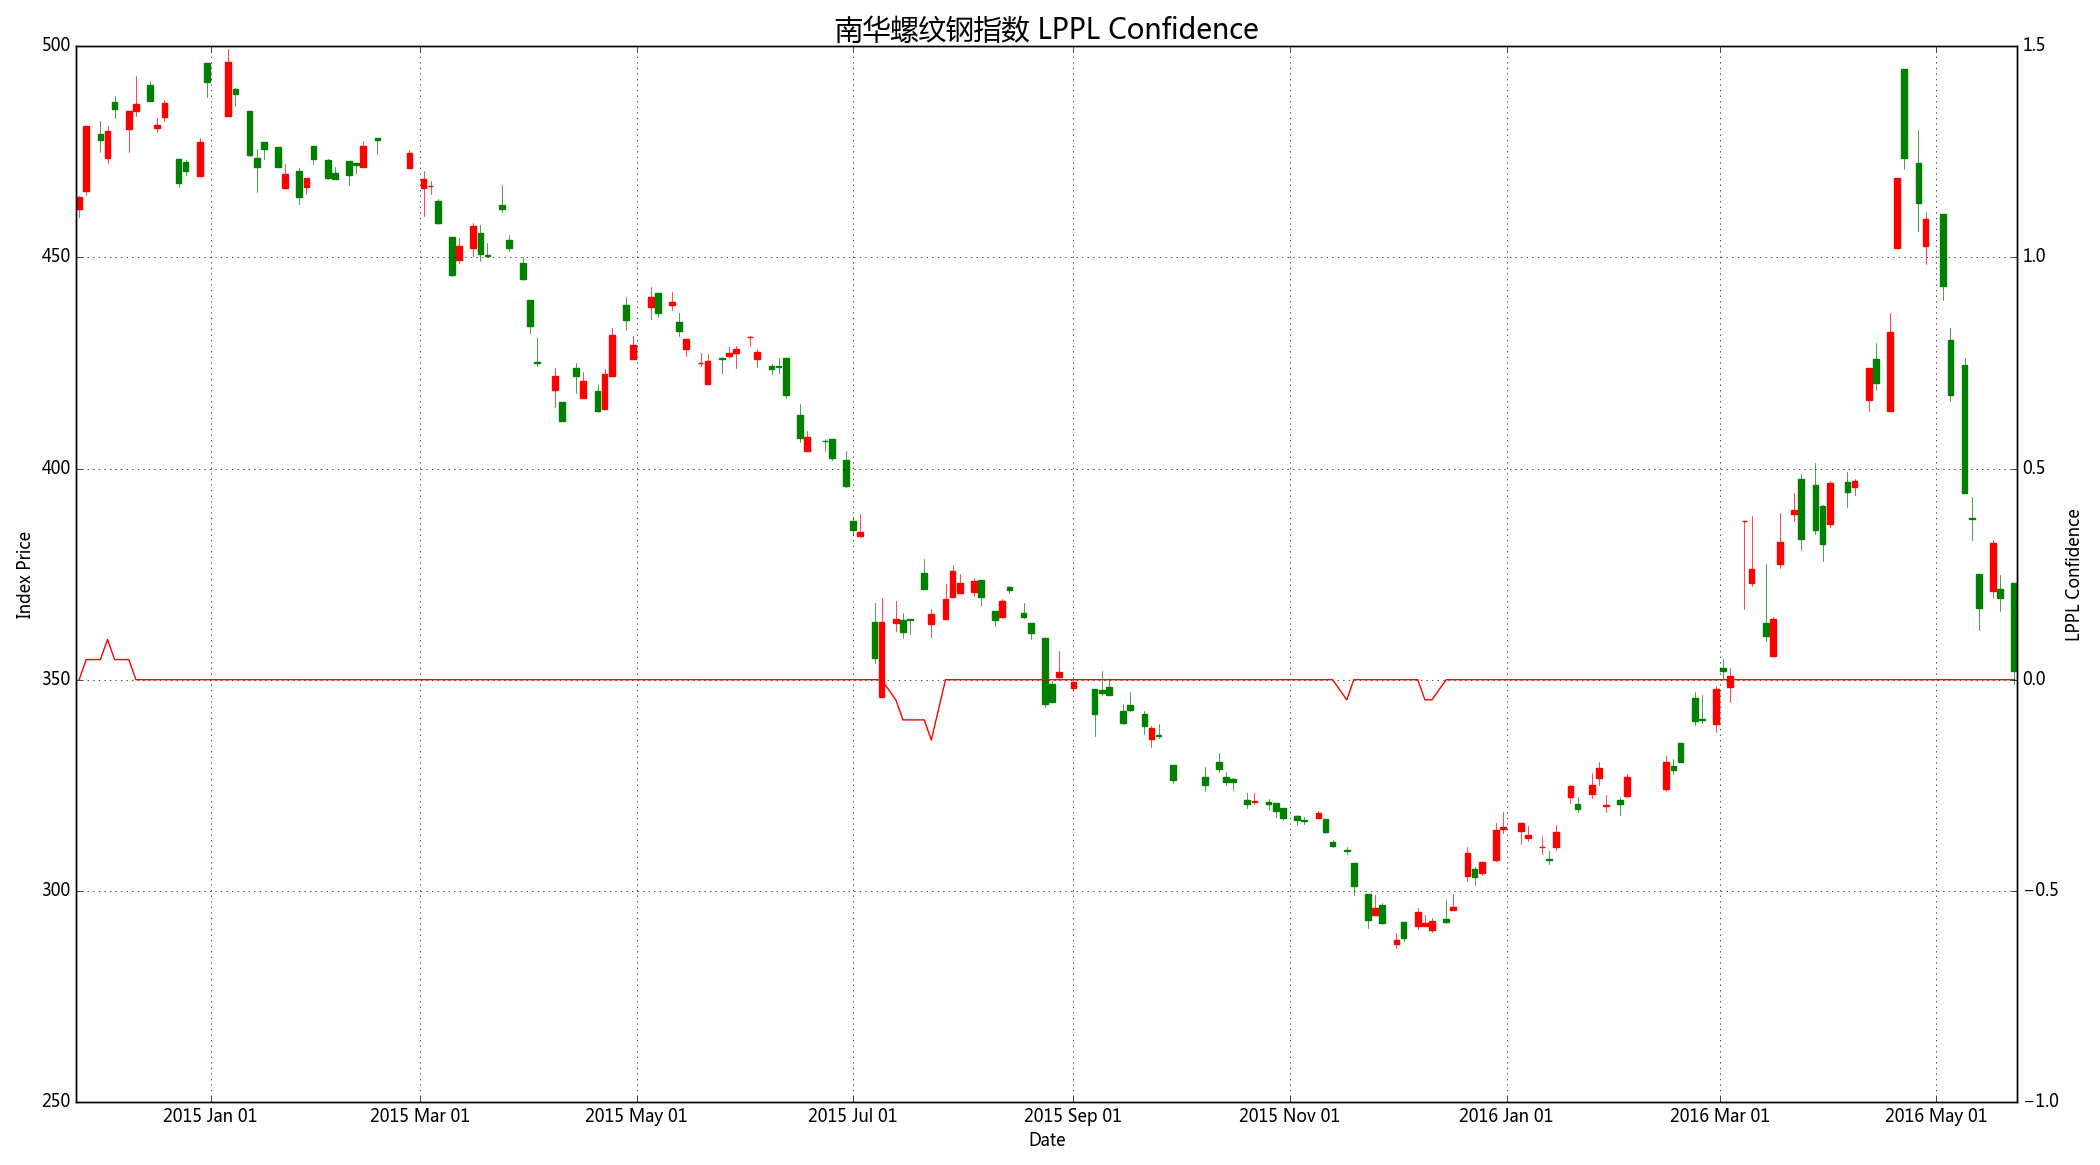 南华螺纹钢指数 LPPL Confidence
500
450
400
350
300
250
Index Price
1.5
1.0
0.5
0.0
−0.5
−1.0
LPPL Confidence
2015 Jan 01
2015 Mar 01
2015 May 01
2015 Jul 01
2015 Sep 01
2015 Nov 01
2016 Jan 01
2016 Mar 01
2016 May 01
Date